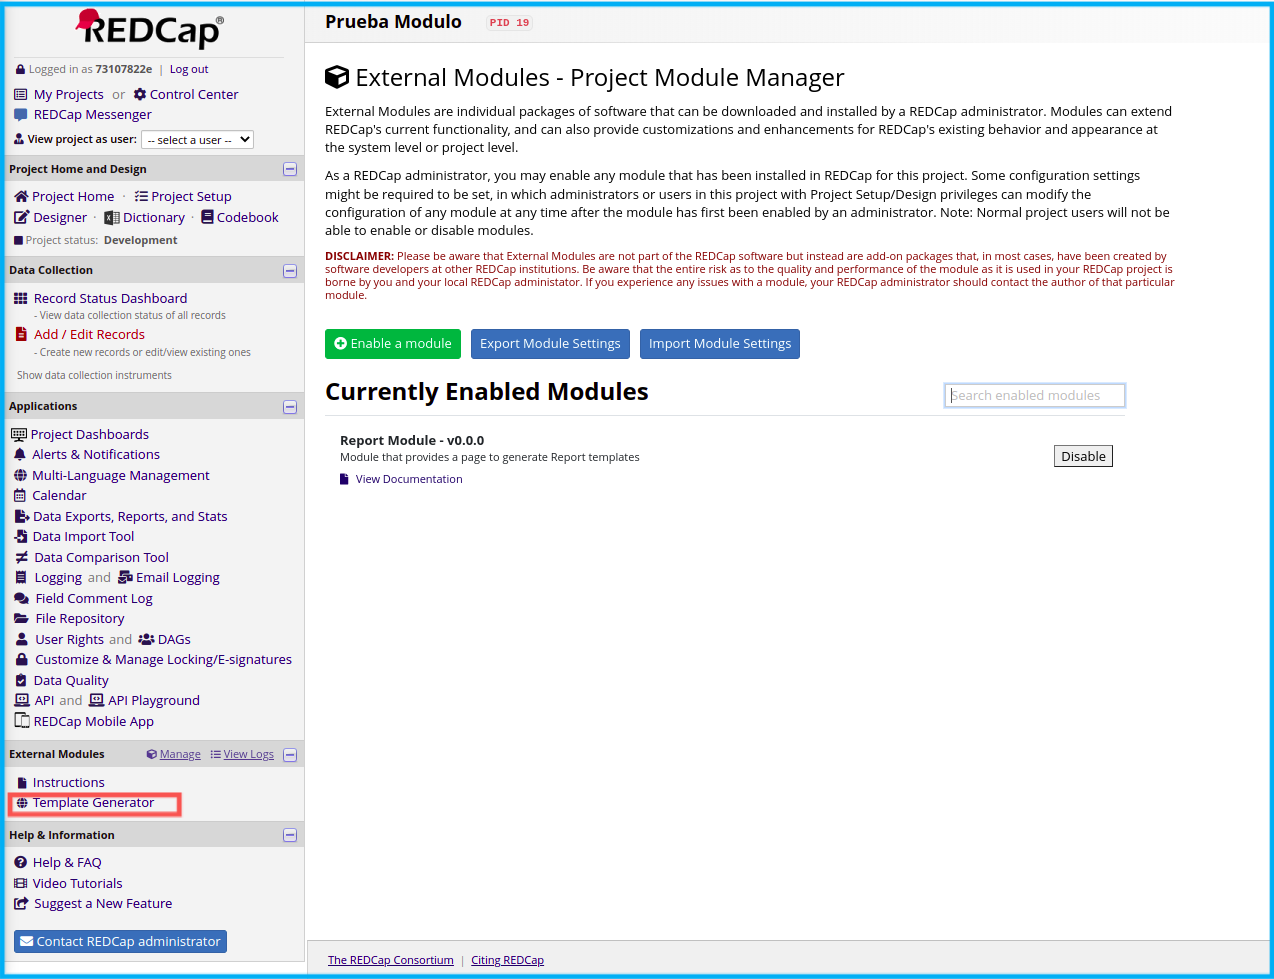 REDCap®
Logged in as 73107822e | Log out
My Projects or Control Center
REDCap Messenger
View project as user: -- select a user --
Project Home and Design
Project Home · Project Setup
Designer · Dictionary · Codebook
Project status: Development
Data Collection
Record Status Dashboard
- View data collection status of all records
Add / Edit Records
- Create new records or edit/view existing ones
Show data collection instruments
Applications
Project Dashboards
Alerts & Notifications
Multi-Language Management
Calendar
Data Exports, Reports, and Stats
Data Import Tool
Data Comparison Tool
Logging and Email Logging
Field Comment Log
File Repository
User Rights and DAGs
Customize & Manage Locking/E-signatures
Data Quality
API and API Playground
REDCap Mobile App
External Modules Manage View Logs
Instructions
Template Generator
Help & Information
Help & FAQ
Video Tutorials
Suggest a New Feature
Contact REDCap administrator
Prueba Modulo PID 19
External Modules - Project Module Manager
External Modules are individual packages of software that can be downloaded and installed by a REDCap administrator. Modules can extend
REDCap's current functionality, and can also provide customizations and enhancements for REDCap's existing behavior and appearance at
the system level or project level.
As a REDCap administrator, you may enable any module that has been installed in REDCap for this project. Some configuration settings
might be required to be set, in which administrators or users in this project with Project Setup/Design privileges can modify the
configuration of any module at any time after the module has first been enabled by an administrator. Note: Normal project users will not be
able to enable or disable modules.
DISCLAIMER: Please be aware that External Modules are not part of the REDCap software but instead are add-on packages that, in most cases, have been created by
software developers at other REDCap institutions. Be aware that the entire risk as to the quality and performance of the module as it is used in your REDCap project is
borne by you and your local REDCap administator. If you experience any issues with a module, your REDCap administrator should contact the author of that particular
module.
Enable a module Export Module Settings Import Module Settings
Currently Enabled Modules Search enabled modules
Report Module - v0.0.0
Module that provides a page to generate Report templates
Disable
View Documentation
The REDCap Consortium | Citing REDCap